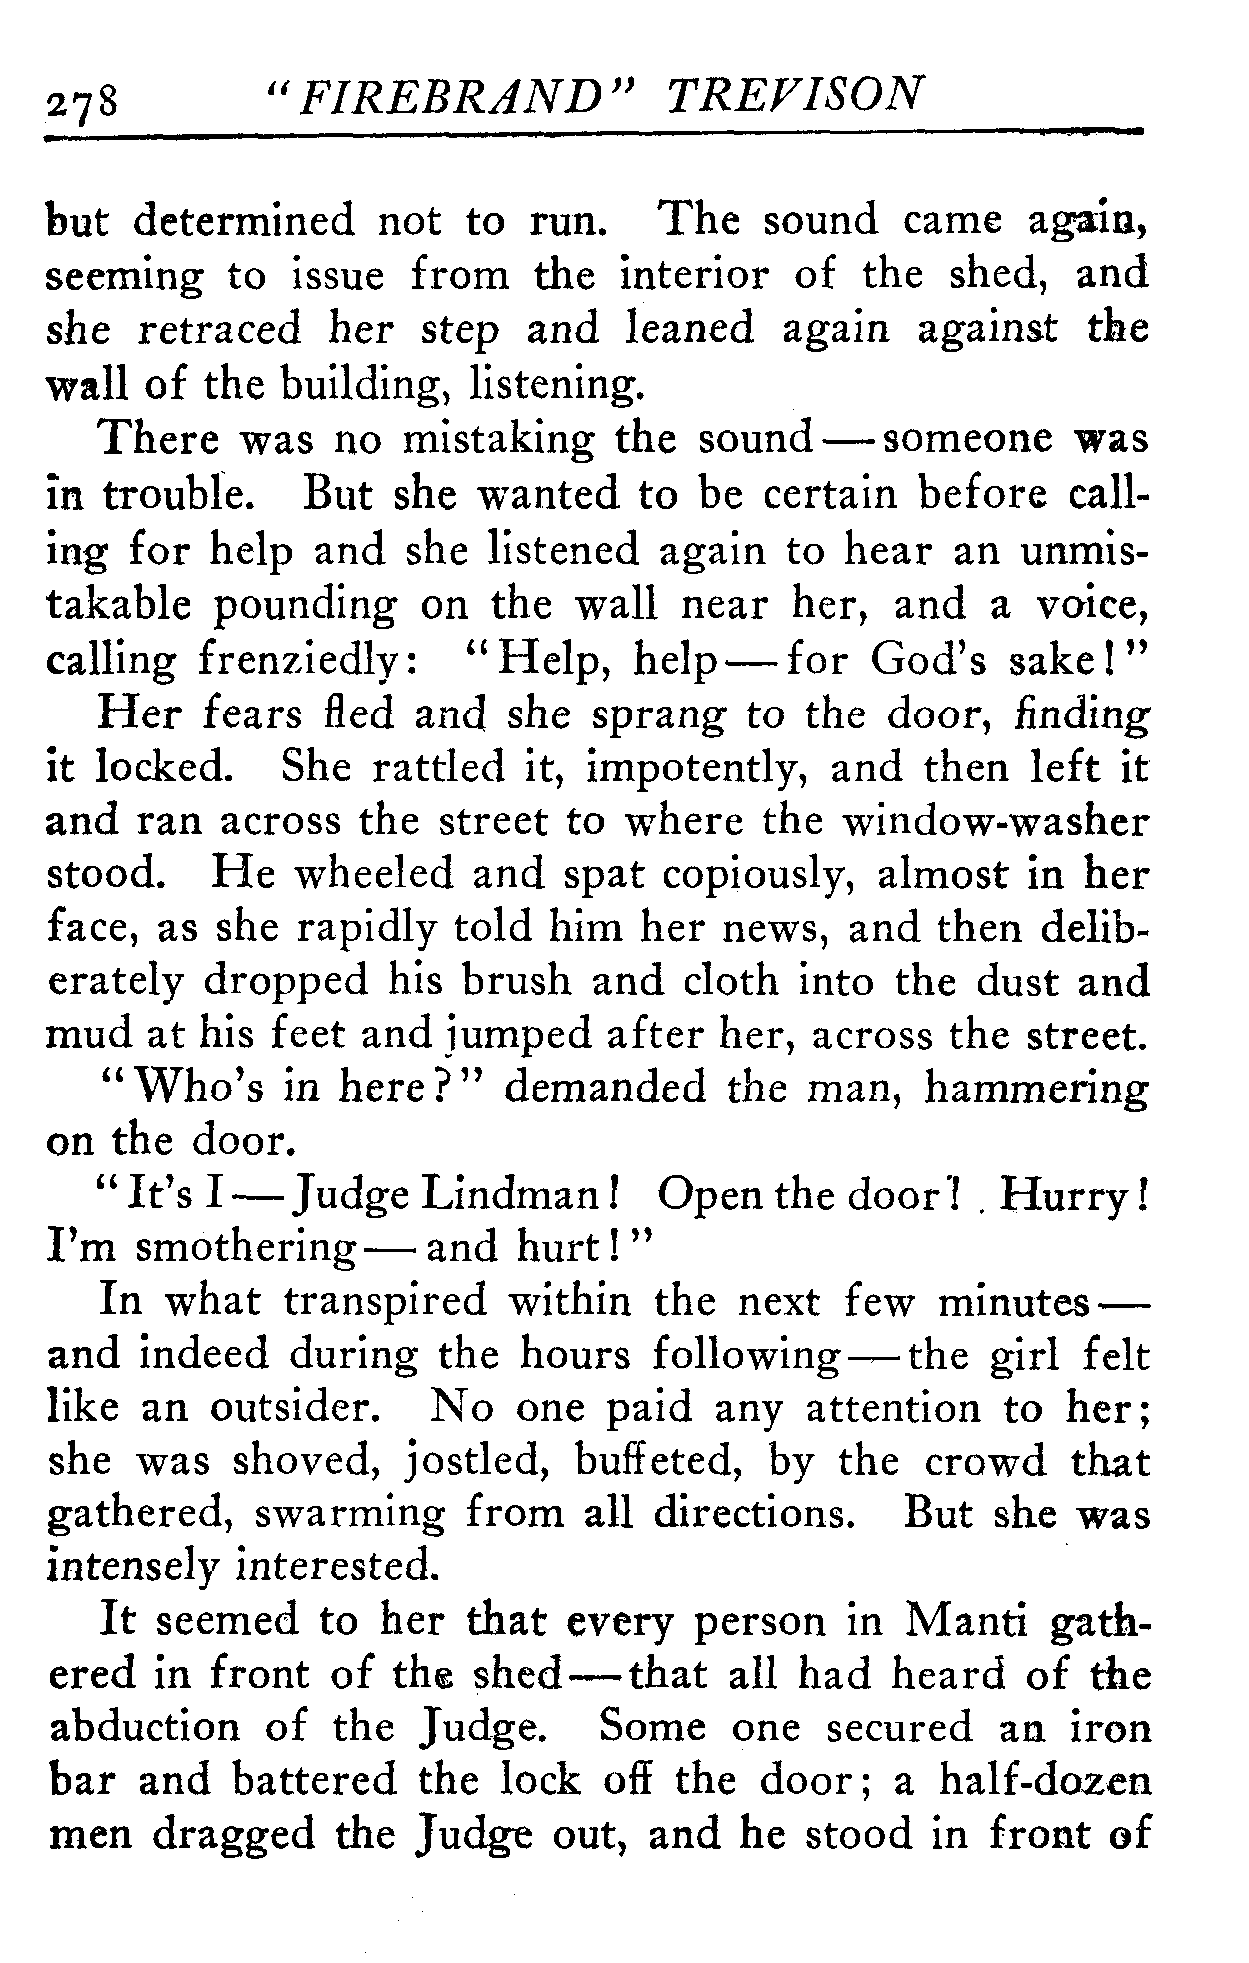 278 "FIREBRAND" TREVISON
but determined not to run. The sound came again,
seeming to issue from the interior of the shed, and
she retraced her step and leaned again against the
wall of the building, listening.
There was no mistaking the sound—someone was
in trouble. But she wanted to be certain before call-
ing for help and she listened again to hear an unmis-
takable pounding on the wall near her, and a voice,
calling frenziedly: "Help, help—for God's sake!"
Her fears fled and she sprang to the door, finding
it locked. She rattled it, impotently, and then left it
and ran across the street to where the window-washer
stood. He wheeled and spat copiously, almost in her
face, as she rapidly told him her news, and then delib-
erately dropped his brush and cloth into the dust and
mud at his feet and jumped after her, across the street.
"Who's in here?" demanded the man, hammering
on the door.
"It's I—Judge Lindman! Open the door! Hurry!
I'm smothering—and hurt!"
In what transpired within the next few minutes—
and indeed during the hours following—the girl felt
like an outsider. No one paid any attention to her;
she was shoved, jostled, buffeted, by the crowd that
gathered, swarming from all directions. But she was
intensely interested.
It seemed to her that every person in Manti gath-
ered in front of the shed—that all had heard of the
abduction of the Judge. Some one secured an iron
bar and battered the lock off the door; a half-dozen
men dragged the Judge out, and he stood in front of